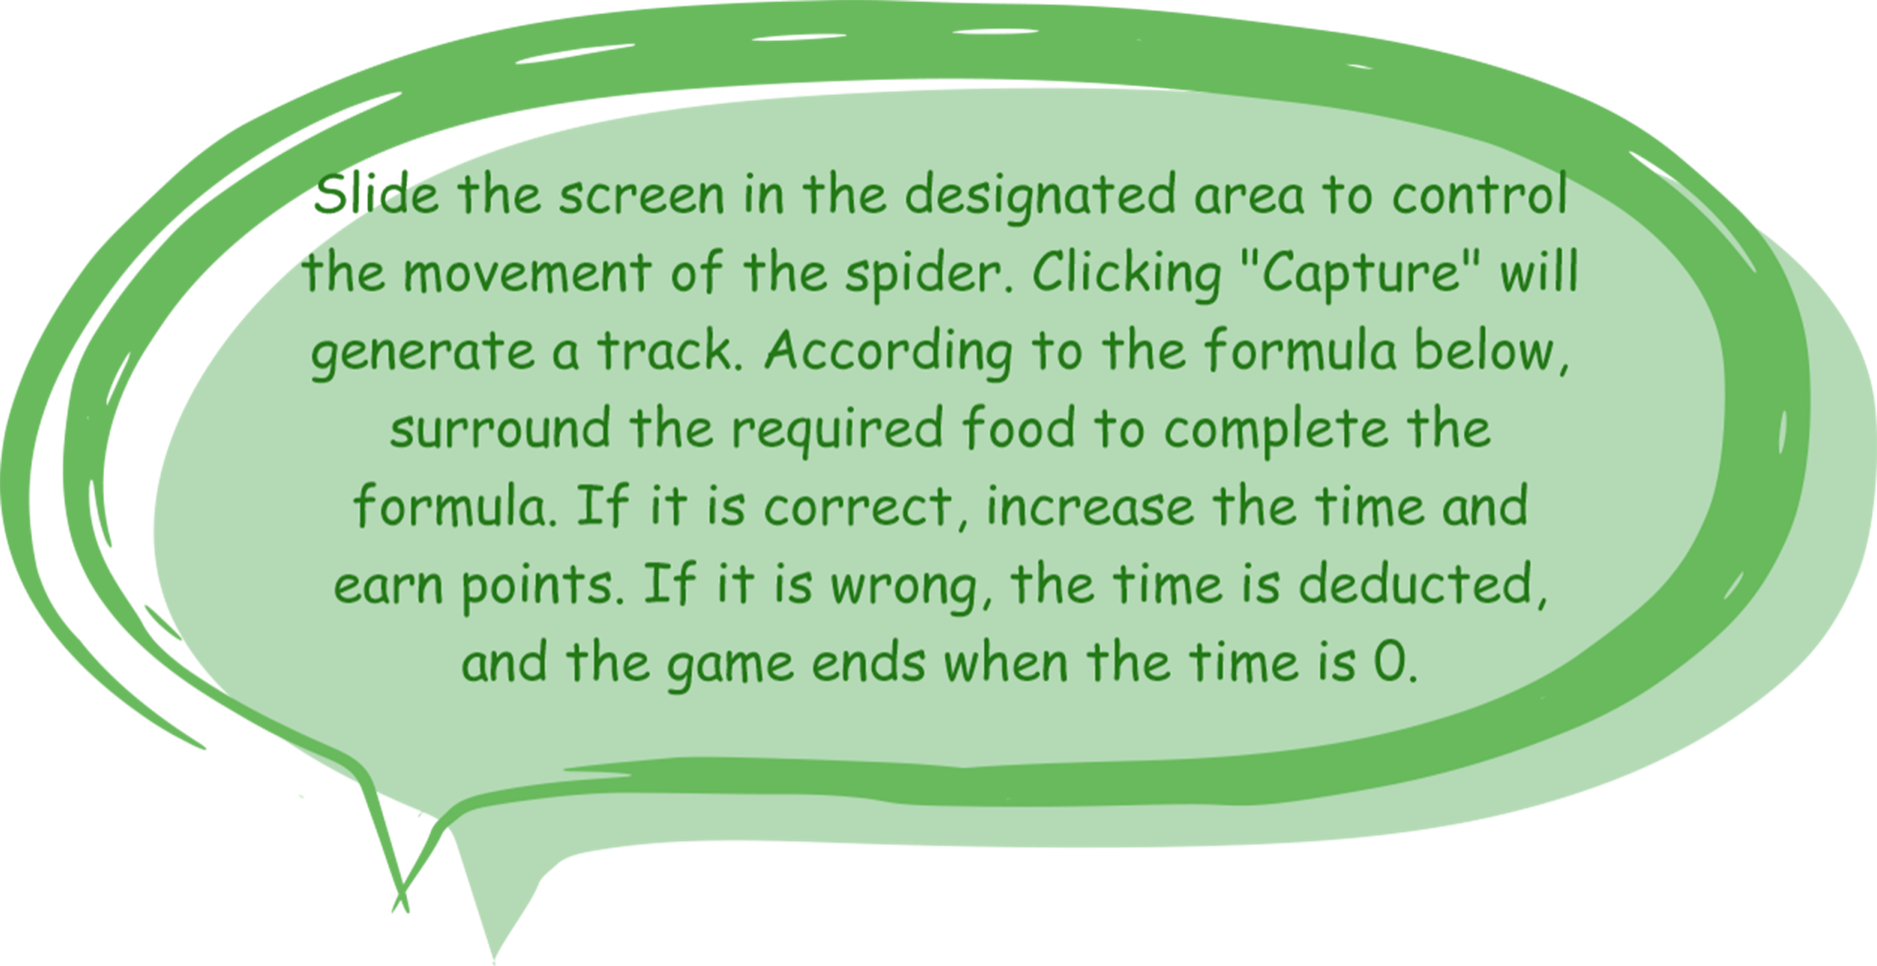 Slide the screen in the designated area to control
the movement of the spider. Clicking "Capture" will
generate a track. According to the formula below,
surround the required food to complete the
formula. If it is correct, increase the time and
earn points. If it is wrong, the time is deducted,
and the game ends when the time is 0.